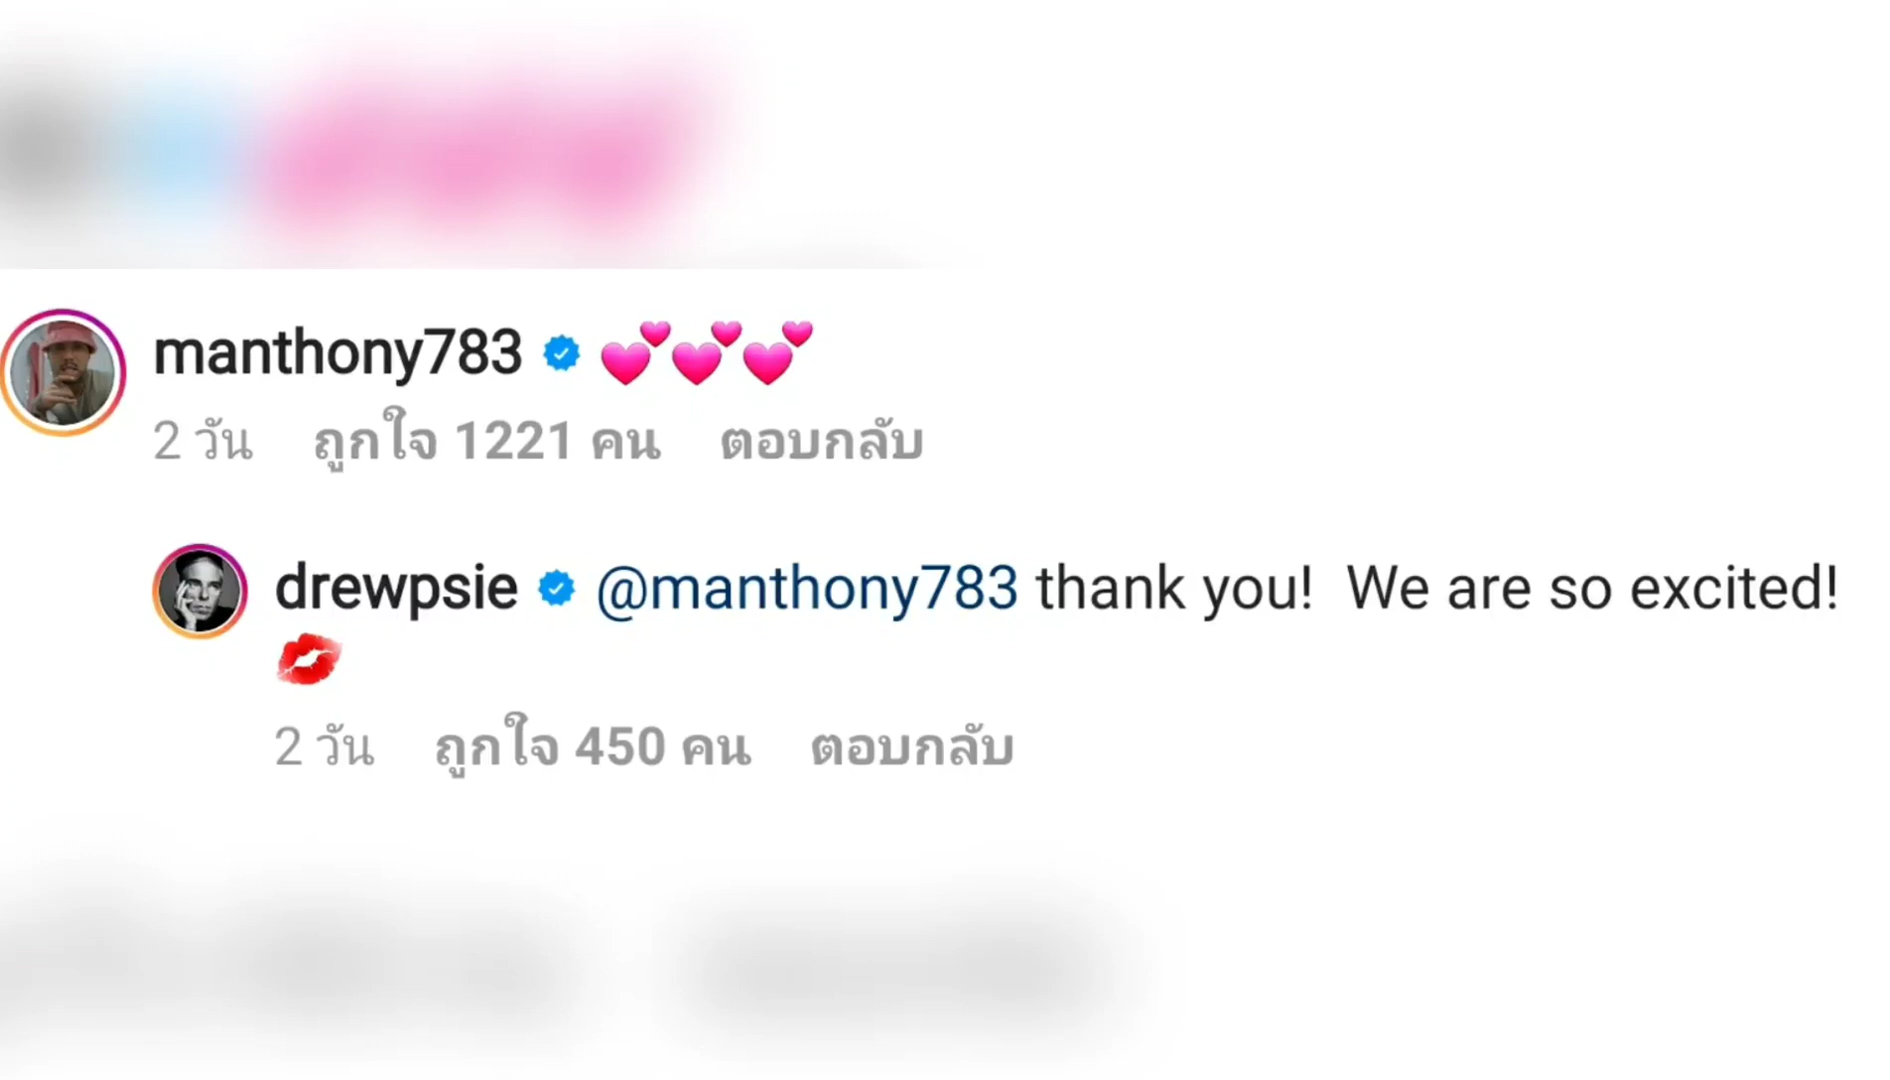 manthony783 💕💕💕
2 วัน ถูกใจ 1221 คน ตอบกลับ
drewpsie @manthony783 thank you! We are so excited!
💋
2 วัน ถูกใจ 450 คน ตอบกลับ